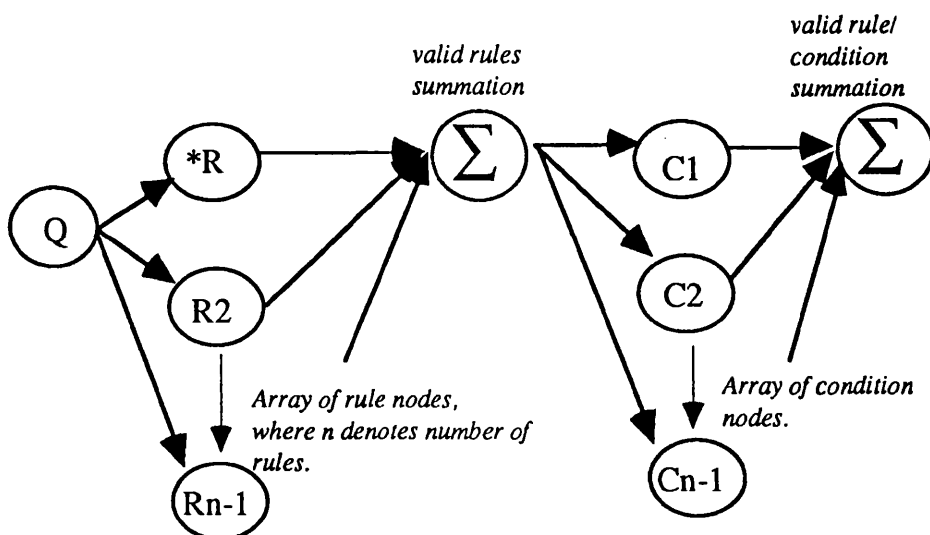 valid rules
summation
valid rule/
condition
summation
*R
Σ
C1
Σ
Q
R2
C2
Array of rule nodes,
where n denotes number of
rules.
Array of condition
nodes.
Rn-1
Cn-1